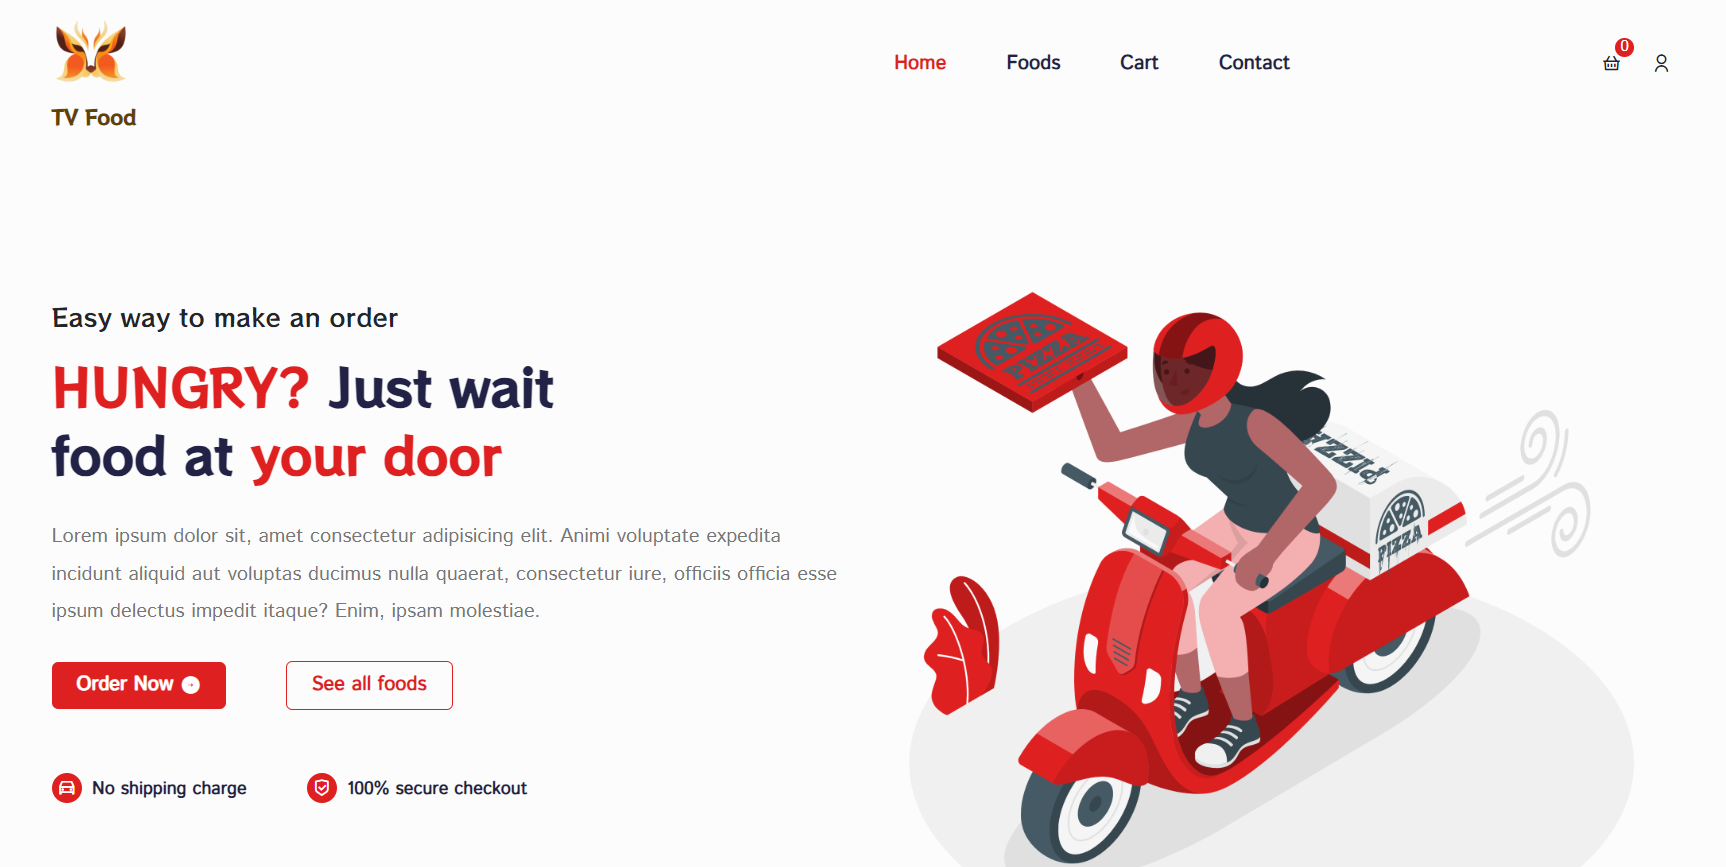 TV Food
Home Foods Cart Contact
0
Easy way to make an order
HUNGRY? Just wait
food at your door
Lorem ipsum dolor sit, amet consectetur adipisicing elit. Animi voluptate expedita
incidunt aliquid aut voluptas ducimus nulla quaerat, consectetur iure, officiis officia esse
ipsum delectus impedit itaque? Enim, ipsam molestiae.
Order Now
See all foods
No shipping charge
100% secure checkout
PIZZA
PIZZA
PIZZA